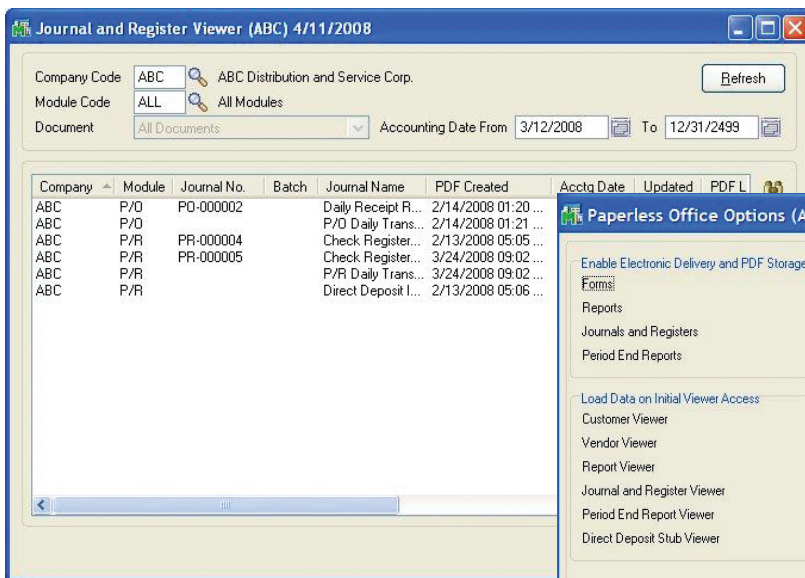 Journal and Register Viewer (ABC) 4/11/2008
Company Code ABC ABC Distribution and Service Corp. Refresh
Module Code ALL All Modules
Document All Documents Accounting Date From 3/12/2008 To 12/31/2499
Company Module Journal No. Batch Journal Name PDF Created Acctg Date Updated PDF L
ABC P/O PO-000002 Daily Receipt R... 2/14/2008 01:20 ...
ABC P/O P/O Daily Trans... 2/14/2008 01:21 ...
ABC P/R PR-000004 Check Register... 2/13/2008 05:05 ...
ABC P/R PR-000005 Check Register... 3/24/2008 09:02 ...
ABC P/R P/R Daily Trans... 3/24/2008 09:02 ...
ABC P/R Direct Deposit I... 2/13/2008 05:06 ...
Paperless Office Options (A
Enable Electronic Delivery and PDF Storage
Forms
Reports
Journals and Registers
Period End Reports
Load Data on Initial Viewer Access
Customer Viewer
Vendor Viewer
Report Viewer
Journal and Register Viewer
Period End Report Viewer
Direct Deposit Stub Viewer